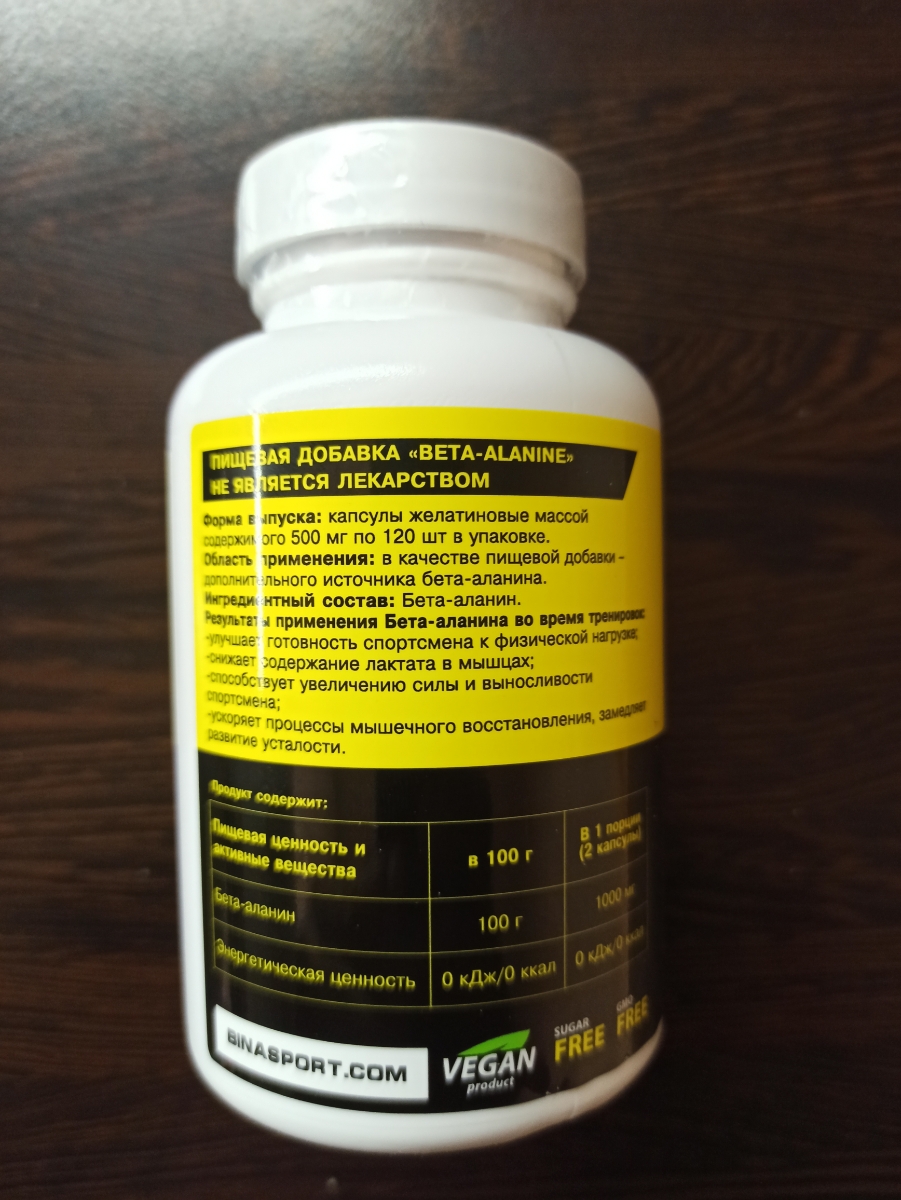 ПИЩЕВАЯ ДОБАВКА «BETA-ALANINE»
НЕ ЯВЛЯЕТСЯ ЛЕКАРСТВОМ
Форма выпуска: капсулы желатиновые массой
содержимого 500 мг по 120 шт в упаковке.
Область применения: в качестве пищевой добавки –
дополнительного источника бета-аланина.
Ингредиентный состав: Бета-аланин.
Результаты применения Бета-аланина во время тренировок:
-улучшает готовность спортсмена к физической нагрузке;
-снижает содержание лактата в мышцах;
-способствует увеличению силы и выносливости
спортсмена;
-ускоряет процессы мышечного восстановления, замедляет
развитие усталости.
Продукт содержит:
Пищевая ценность и
активные вещества
в 100 г
В 1 порции
(2 капсулы)
Бета-аланин
100 г
1000 мг
Энергетическая ценность
0 кДж/0 ккал
0 кДж/0 ккал
BINASPORT.COM
VEGAN
product
SUGAR
FREE
GMO
FREE